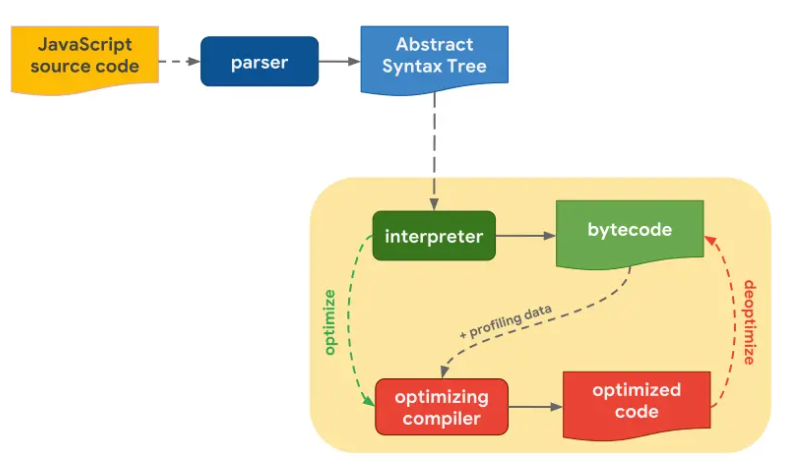 JavaScript
source code
parser
Abstract
Syntax Tree
interpreter
bytecode
optimize
+ profiling data
deoptimize
optimizing
compiler
optimized
code